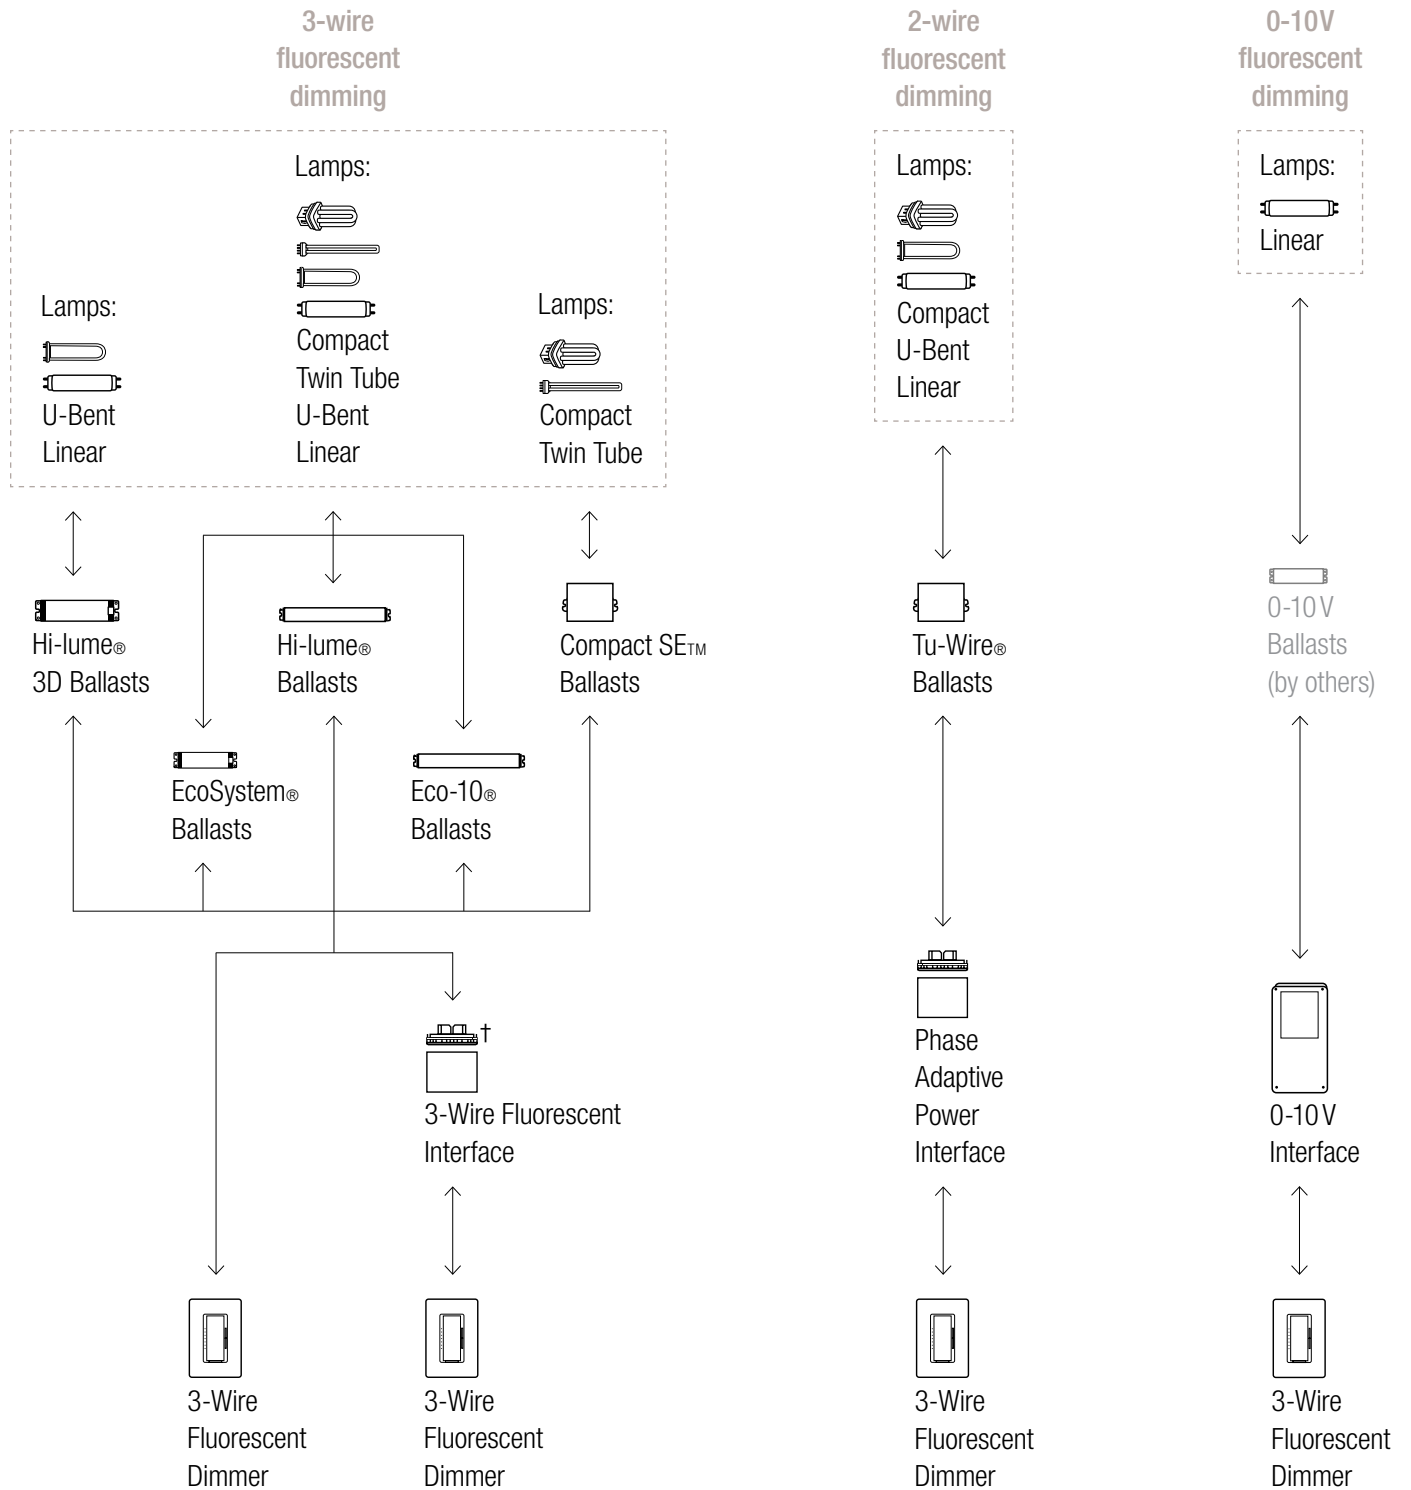 3-wire
fluorescent
dimming
2-wire
fluorescent
dimming
0-10V
fluorescent
dimming
Lamps:
U-Bent
Linear
Lamps:
Compact
Twin Tube
U-Bent
Linear
Lamps:
Compact
Twin Tube
Lamps:
Compact
U-Bent
Linear
Lamps:
Linear
Hi-lume®
3D Ballasts
Hi-lume®
Ballasts
Compact SE™
Ballasts
Tu-Wire®
Ballasts
0-10 V
Ballasts
(by others)
EcoSystem®
Ballasts
Eco-10®
Ballasts
†
3-Wire Fluorescent
Interface
Phase
Adaptive
Power
Interface
0-10 V
Interface
3-Wire
Fluorescent
Dimmer
3-Wire
Fluorescent
Dimmer
3-Wire
Fluorescent
Dimmer
3-Wire
Fluorescent
Dimmer